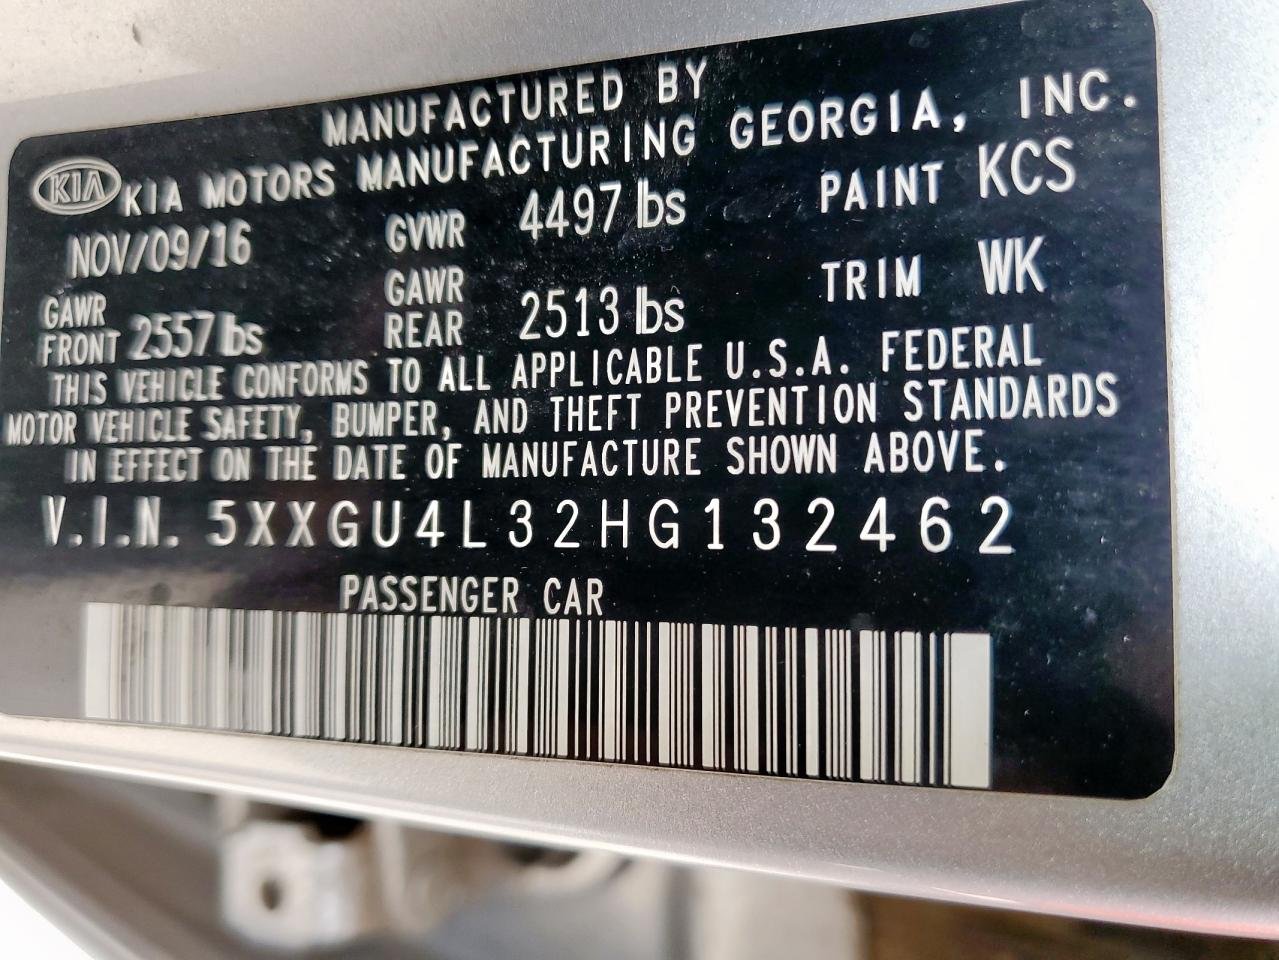 MANUFACTURED BY
KIA KIA MOTORS MANUFACTURING GEORGIA, INC.
NOV/09/16 GVWR 4497 lbs PAINT KCS
GAWR FRONT 2557 lbs GAWR REAR 2513 lbs TRIM WK
THIS VEHICLE CONFORMS TO ALL APPLICABLE U.S.A. FEDERAL
MOTOR VEHICLE SAFETY, BUMPER, AND THEFT PREVENTION STANDARDS
IN EFFECT ON THE DATE OF MANUFACTURE SHOWN ABOVE.
V.I.N. 5XXGU4L32HG132462
PASSENGER CAR